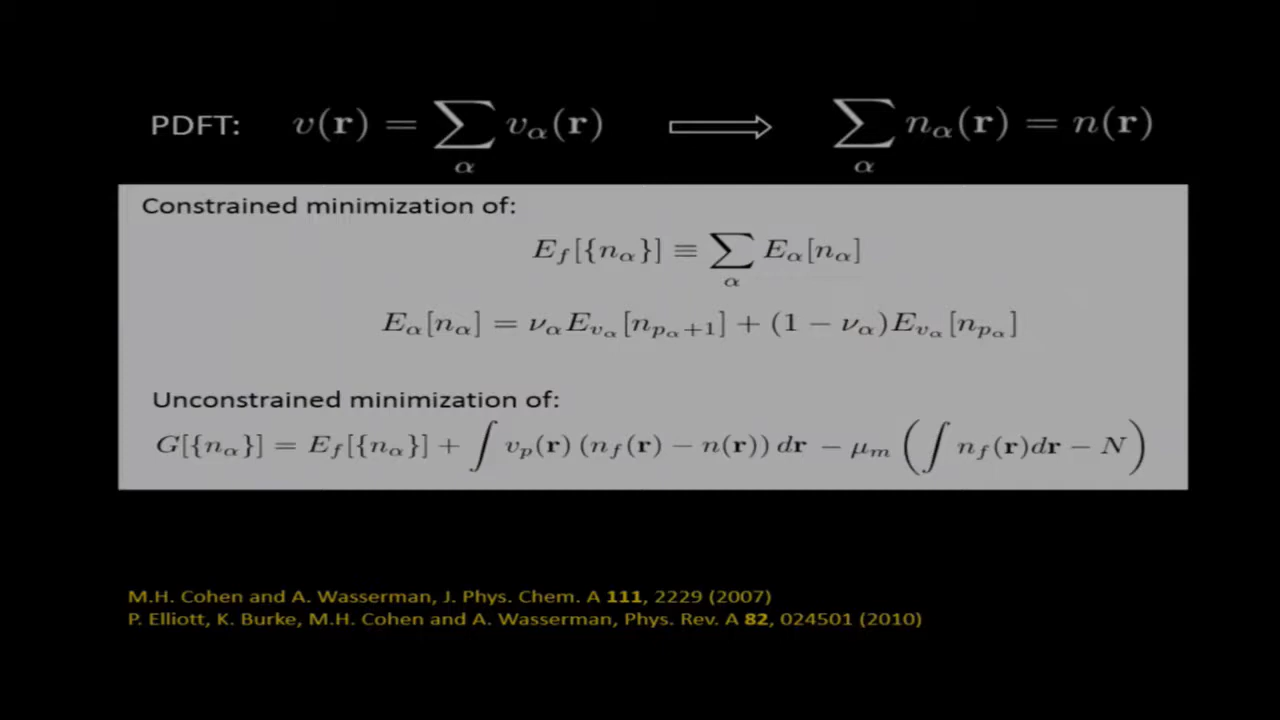 PDFT: v(r) = ∑_α v_α(r) ⟹ ∑_α n_α(r) = n(r)
Constrained minimization of:
E_f[{n_α}] ≡ ∑_α E_α[n_α]
E_α[n_α] = ν_α E_{v_α}[n_{p_α+1}] + (1 − ν_α)E_{v_α}[n_{p_α}]
Unconstrained minimization of:
G[{n_α}] = E_f[{n_α}] + ∫ v_p(r) (n_f(r) − n(r)) dr − μ_m (∫ n_f(r)dr − N)
M.H. Cohen and A. Wasserman, J. Phys. Chem. A 111, 2229 (2007)
P. Elliott, K. Burke, M.H. Cohen and A. Wasserman, Phys. Rev. A 82, 024501 (2010)